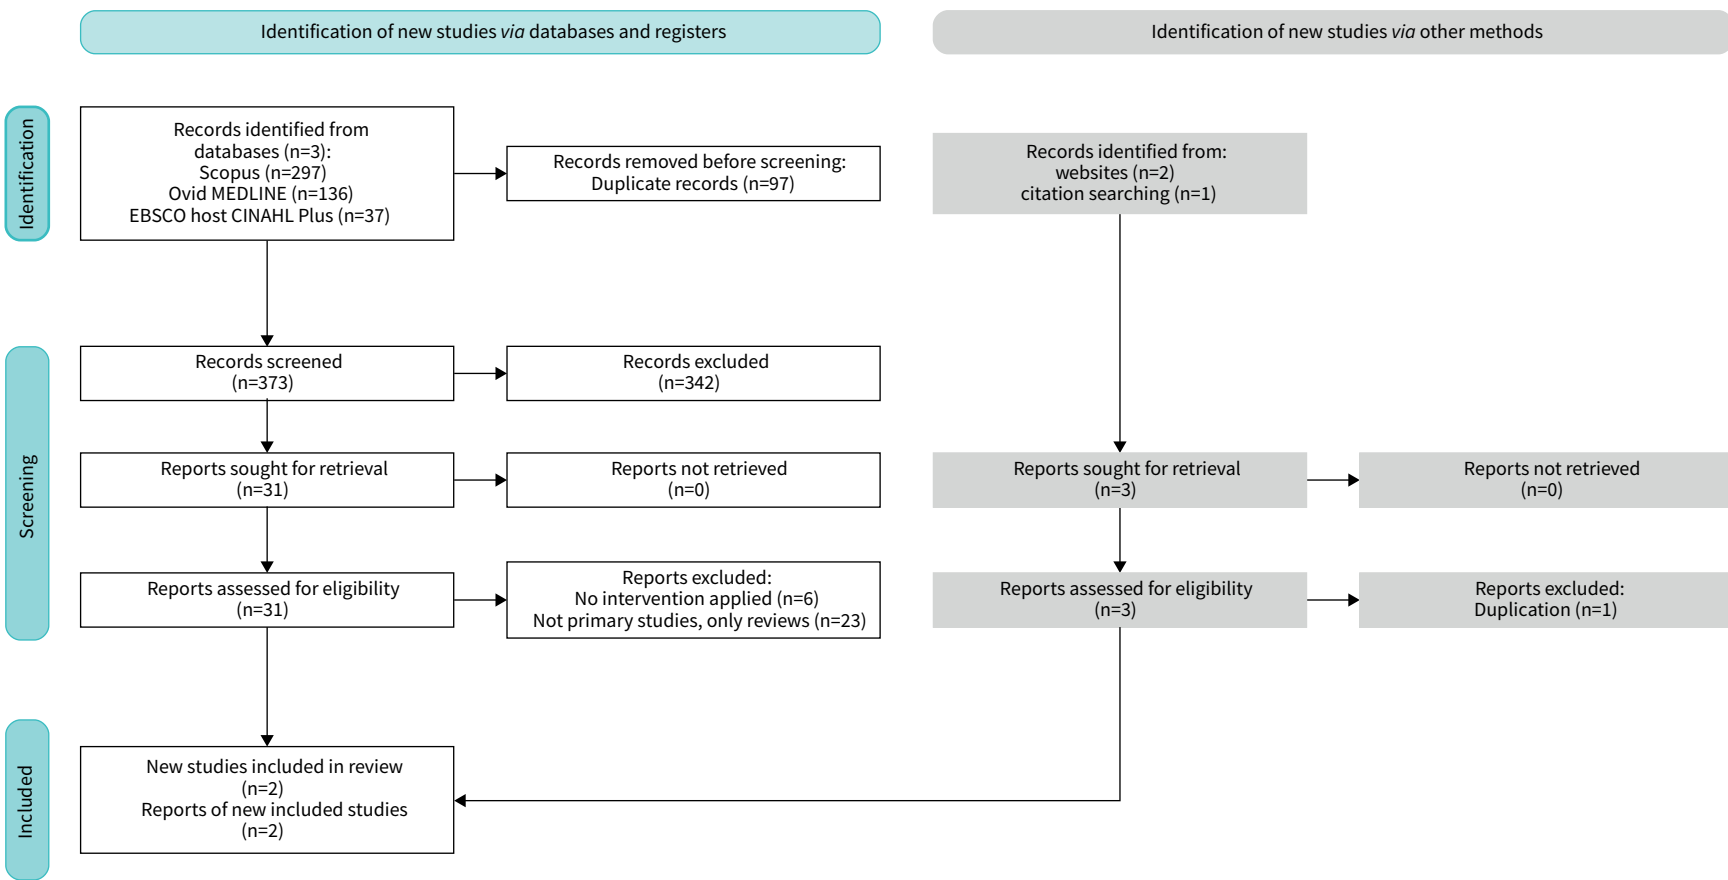 Identification of new studies via databases and registers
Identification of new studies via other methods
Identification
Records identified from
databases (n=3):
Scopus (n=297)
Ovid MEDLINE (n=136)
EBSCO host CINAHL Plus (n=37)
Records removed before screening:
Duplicate records (n=97)
Records identified from:
websites (n=2)
citation searching (n=1)
Screening
Records screened
(n=373)
Records excluded
(n=342)
Reports sought for retrieval
(n=31)
Reports not retrieved
(n=0)
Reports sought for retrieval
(n=3)
Reports not retrieved
(n=0)
Reports assessed for eligibility
(n=31)
Reports excluded:
No intervention applied (n=6)
Not primary studies, only reviews (n=23)
Reports assessed for eligibility
(n=3)
Reports excluded:
Duplication (n=1)
Included
New studies included in review
(n=2)
Reports of new included studies
(n=2)